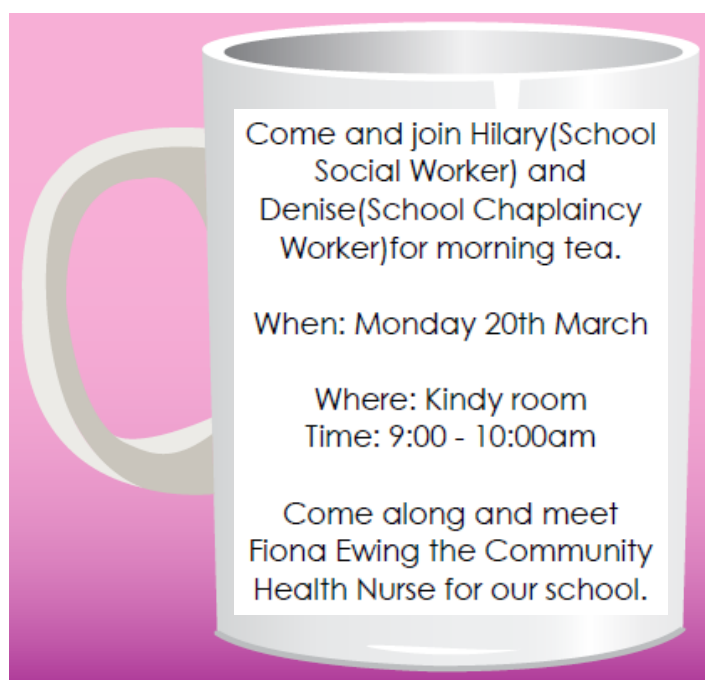 Come and join Hilary(School
Social Worker) and
Denise(School Chaplaincy
Worker)for morning tea.
When: Monday 20th March
Where: Kindy room
Time: 9:00 - 10:00am
Come along and meet
Fiona Ewing the Community
Health Nurse for our school.